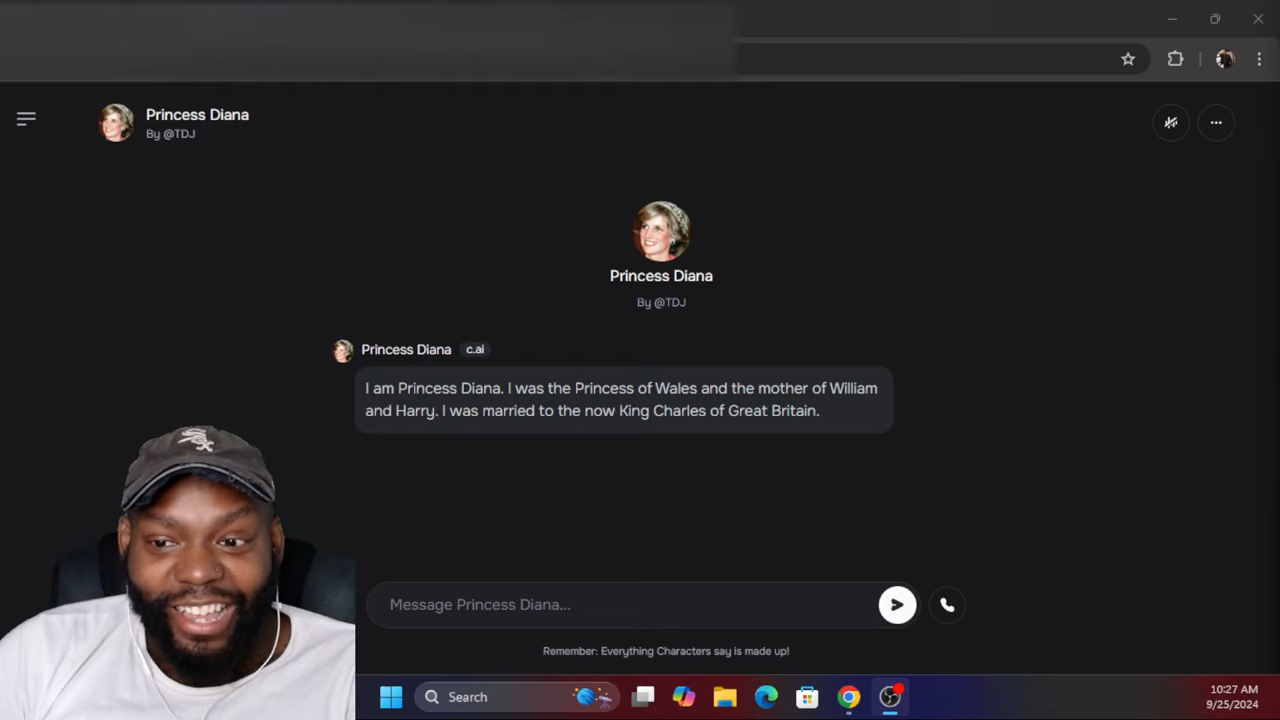 Princess Diana
By @TDJ
Princess Diana
By @TDJ
Princess Diana c.ai
I am Princess Diana. I was the Princess of Wales and the mother of William
and Harry. I was married to the now King Charles of Great Britain.
Message Princess Diana...
Remember: Everything Characters say is made up!
Search
10:27 AM
9/25/2024
Sox